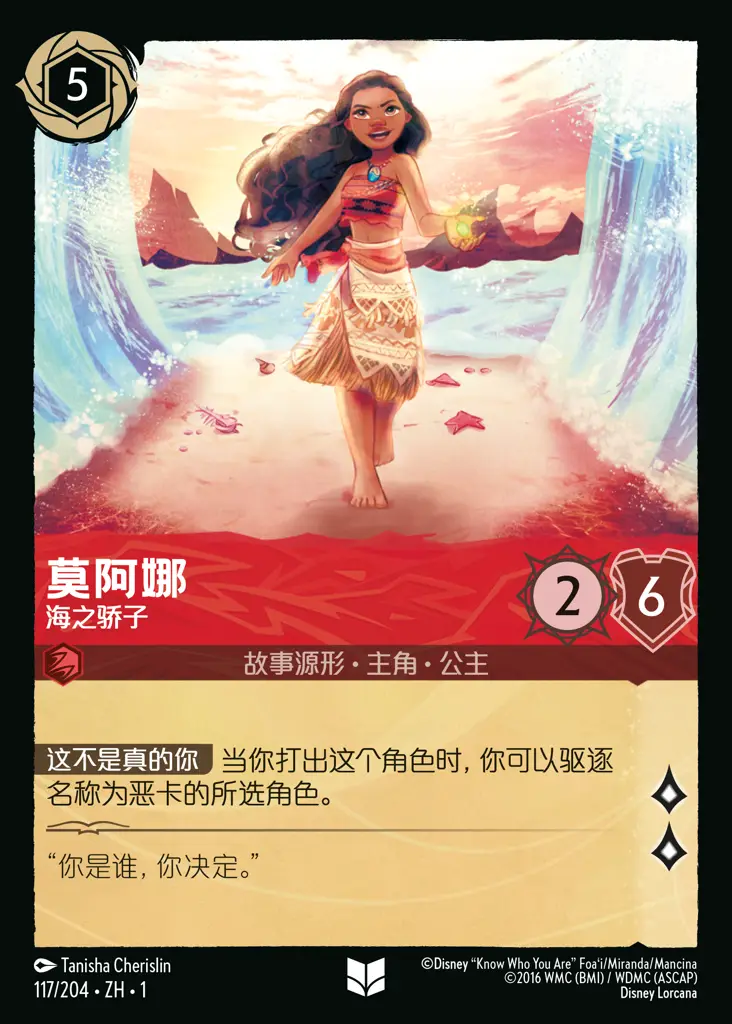 5
莫阿娜
海之骄子
2
6
故事源形 • 主角 • 公主
这不是真的你 当你打出这个角色时, 你可以驱逐
名称为恶卡的所选角色。
“你是谁, 你决定。”
Tanisha Cherislin
117/204 • ZH • 1
©Disney “Know Who You Are” Foa‘i/Miranda/Mancina
©2016 WMC (BMI) / WDMC (ASCAP)
Disney Lorcana